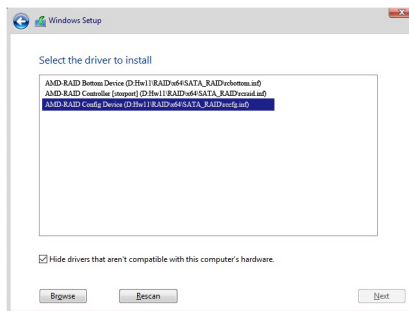 Windows Setup
Select the driver to install
AMD-RAID Bottom Device (D:Hw11\RAID\x64\SATA_RAID\rcbottom.inf)
AMD-RAID Controller [storport] (D:Hw11\RAID\x64\SATA_RAID\rcraid.inf)
AMD-RAID Config Device (D:Hw11\RAID\x64\SATA_RAID\rccfg.inf)
Hide drivers that aren't compatible with this computer's hardware.
Browse Rescan Next